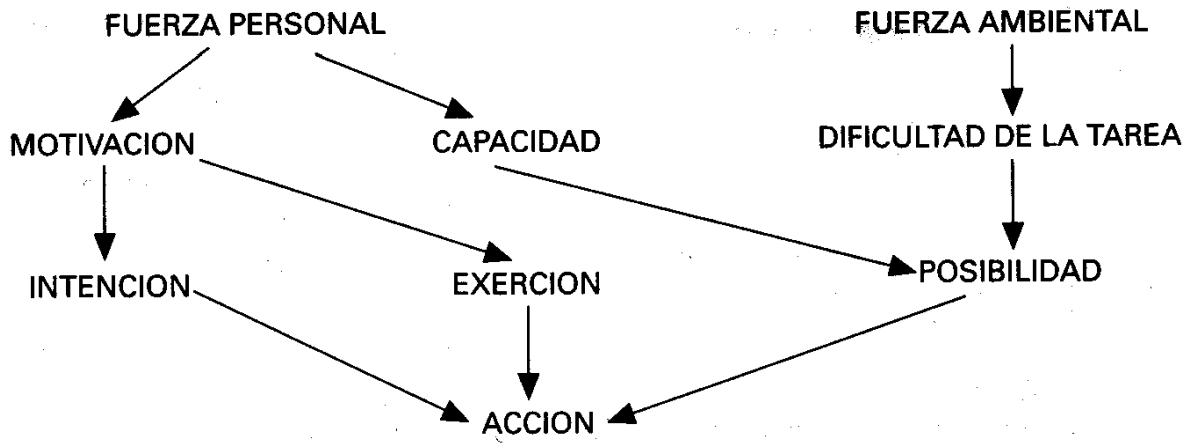 FUERZA PERSONAL
FUERZA AMBIENTAL
MOTIVACION
CAPACIDAD
DIFICULTAD DE LA TAREA
INTENCION
EXERCION
POSIBILIDAD
ACCION